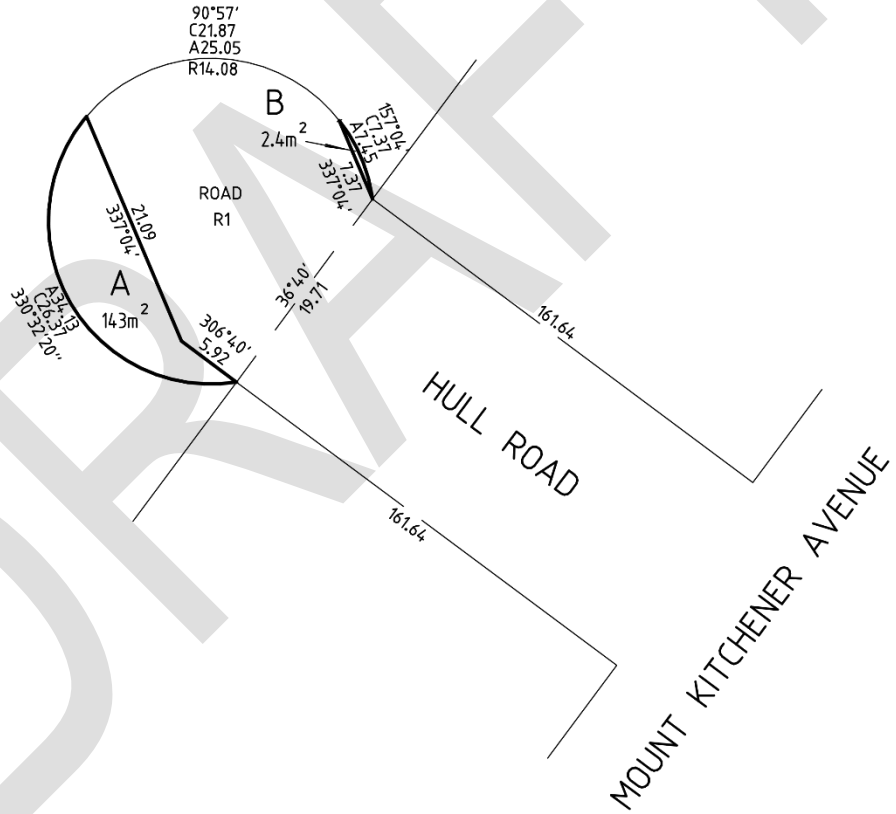 90°57'
C21.87
A25.05
R14.08
B
2.4m²
157°04'
C7.37
A7.45
7.37
337°04'
ROAD
R1
21.09
337°04'
A
143m²
A34.13
C26.37
330°32'20"
306°40'
5.92
36°40'
19.71
161.64
HULL ROAD
161.64
MOUNT KITCHENER AVENUE
DRAFT